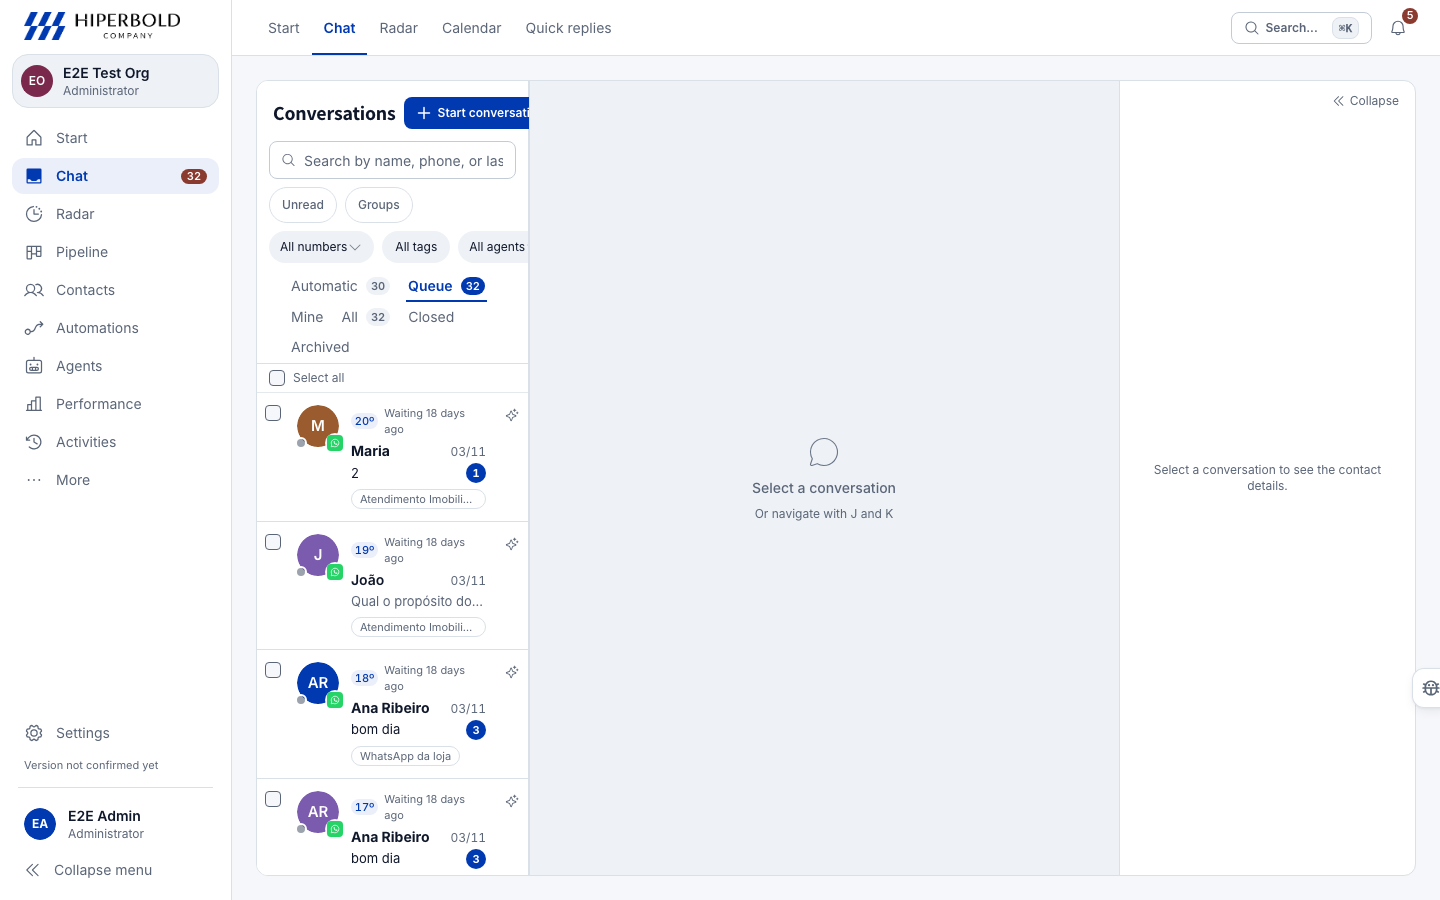 HIPERBOLD
COMPANY
EO
E2E Test Org
Administrator
Start
Chat
32
Radar
Pipeline
Contacts
Automations
Agents
Performance
Activities
More
Settings
Version not confirmed yet
EA
E2E Admin
Administrator
Collapse menu
Start
Chat
Radar
Calendar
Quick replies
Search...
⌘K
5
Conversations
Start conversati
Search by name, phone, or las
Unread
Groups
All numbers
All tags
All agents
Automatic 30
Queue 32
Mine
All 32
Closed
Archived
Select all
M
20º
Waiting 18 days
ago
Maria
03/11
2
1
Atendimento Imobili...
J
19º
Waiting 18 days
ago
João
03/11
Qual o propósito do...
Atendimento Imobili...
AR
18º
Waiting 18 days
ago
Ana Ribeiro
03/11
bom dia
3
WhatsApp da loja
AR
17º
Waiting 18 days
ago
Ana Ribeiro
03/11
bom dia
3
Select a conversation
Or navigate with J and K
Collapse
Select a conversation to see the contact
details.